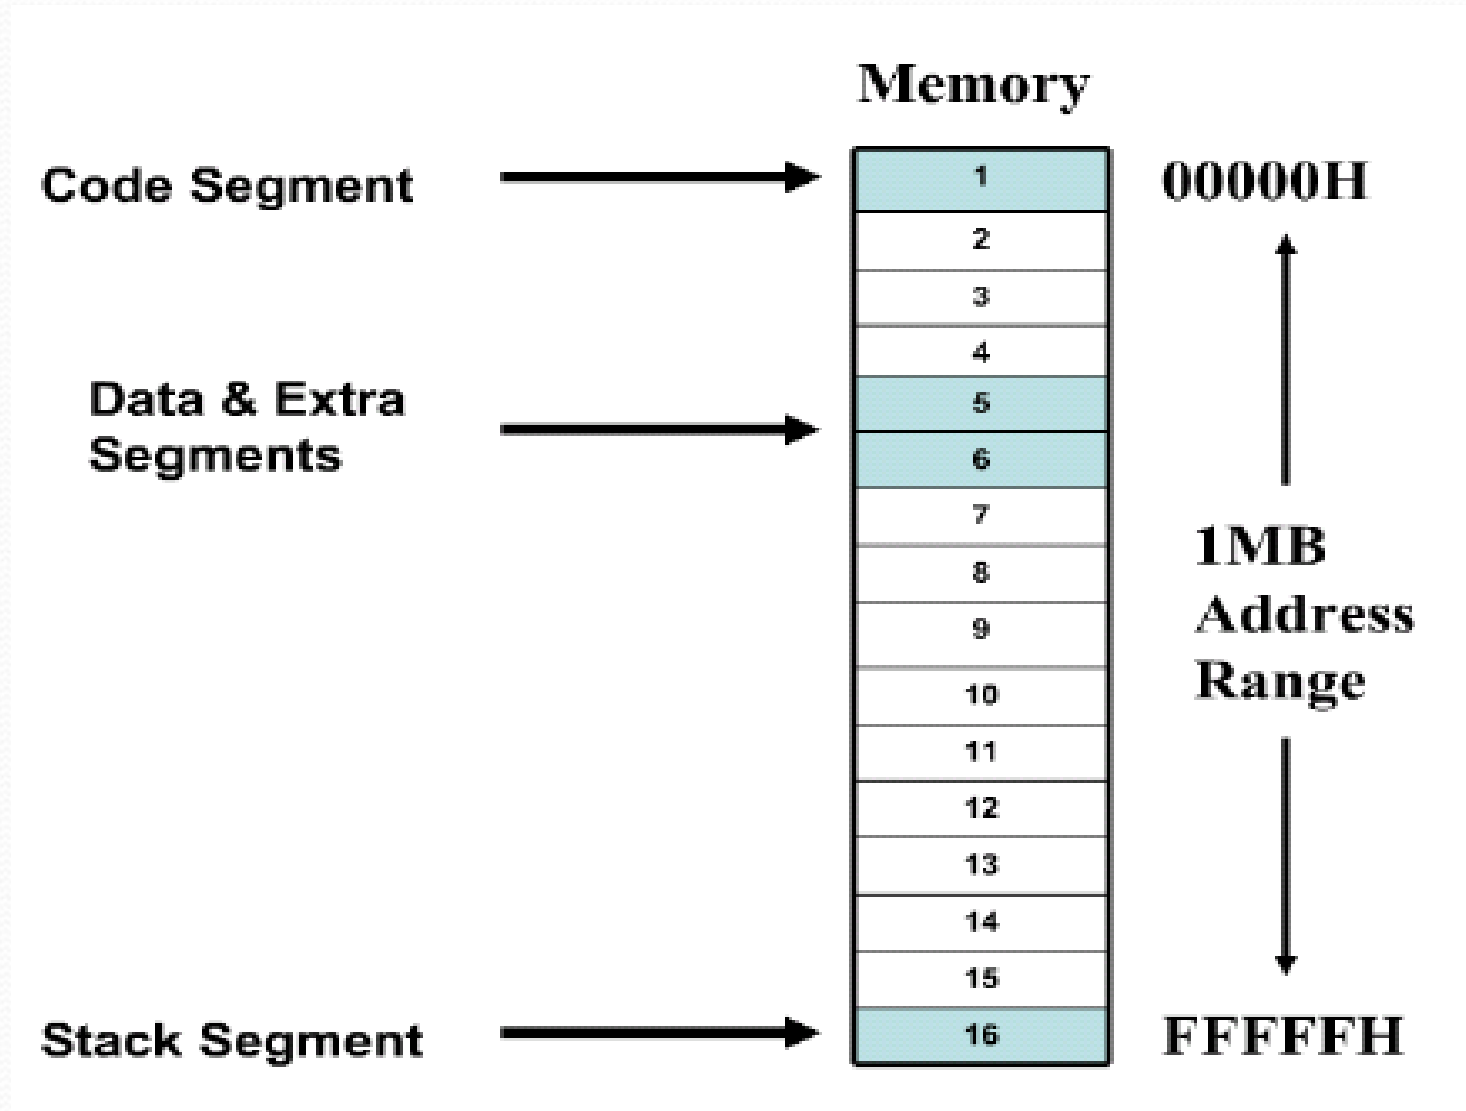 Memory
Code Segment
1
00000H
2
3
4
Data & Extra
Segments
5
6
7
8
9
10
11
12
13
14
15
16
1MB
Address
Range
Stack Segment
FFFFFH